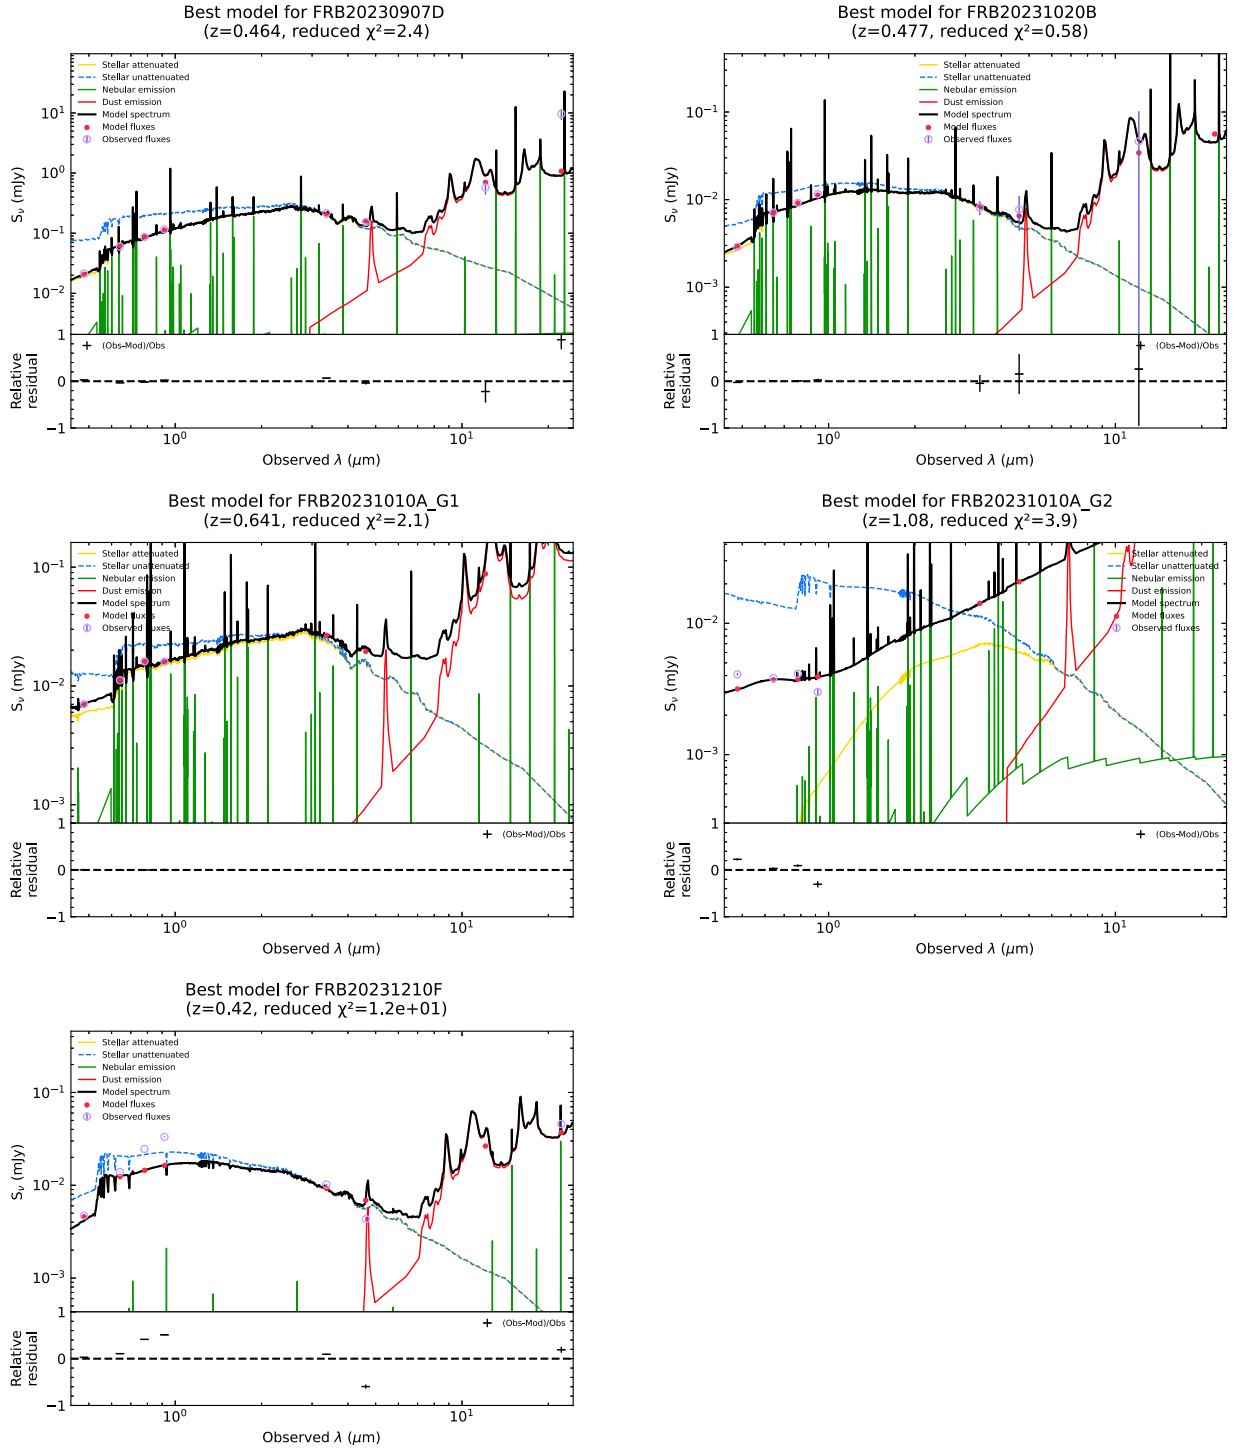 Best model for FRB20230907D
(z=0.464, reduced χ²=2.4)
Stellar attenuated
Stellar unattenuated
Nebular emission
Dust emission
Model spectrum
Model fluxes
Observed fluxes
S_ν (mJy)
10¹
10⁰
10⁻¹
10⁻²
(Obs-Mod)/Obs
Relative residual
1
0
−1
10⁰ 10¹
Observed λ (μm)
Best model for FRB20231020B
(z=0.477, reduced χ²=0.58)
Stellar attenuated
Stellar unattenuated
Nebular emission
Dust emission
Model spectrum
Model fluxes
Observed fluxes
S_ν (mJy)
10⁻¹
10⁻²
10⁻³
(Obs-Mod)/Obs
Relative residual
1
0
−1
10⁰ 10¹
Observed λ (μm)
Best model for FRB20231010A_G1
(z=0.641, reduced χ²=2.1)
Stellar attenuated
Stellar unattenuated
Nebular emission
Dust emission
Model spectrum
Model fluxes
Observed fluxes
S_ν (mJy)
10⁻¹
10⁻²
10⁻³
(Obs-Mod)/Obs
Relative residual
1
0
−1
10⁰ 10¹
Observed λ (μm)
Best model for FRB20231010A_G2
(z=1.08, reduced χ²=3.9)
Stellar attenuated
Stellar unattenuated
Nebular emission
Dust emission
Model spectrum
Model fluxes
Observed fluxes
S_ν (mJy)
10⁻²
10⁻³
(Obs-Mod)/Obs
Relative residual
1
0
−1
10⁰ 10¹
Observed λ (μm)
Best model for FRB20231210F
(z=0.42, reduced χ²=1.2e+01)
Stellar attenuated
Stellar unattenuated
Nebular emission
Dust emission
Model spectrum
Model fluxes
Observed fluxes
S_ν (mJy)
10⁻¹
10⁻²
10⁻³
(Obs-Mod)/Obs
Relative residual
1
0
−1
10⁰ 10¹
Observed λ (μm)